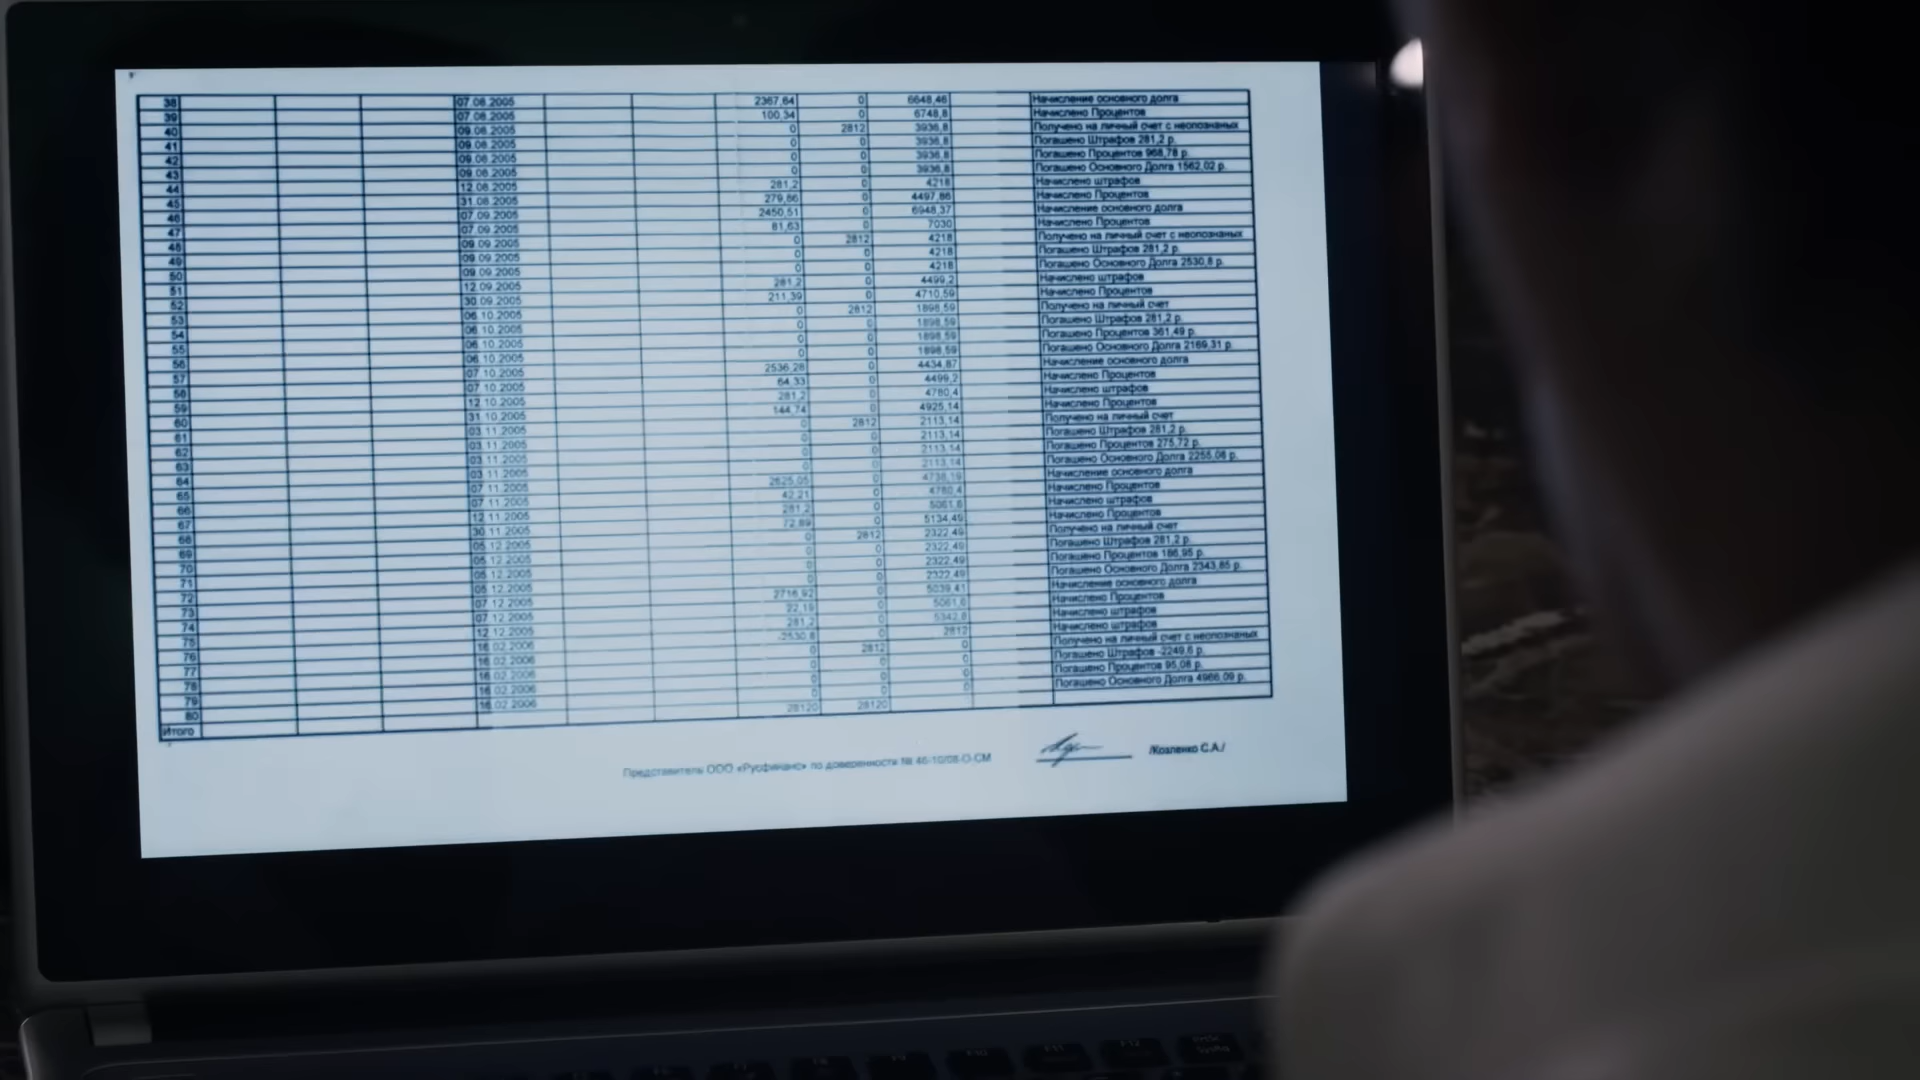 38 07.08.2005 2367,64 0 6648,46 Начисление основного долга
39 07.08.2005 100,34 0 6748,8 Начислено Процентов
40 09.08.2005 0 2812 3936,8 Получено на личный счет с неопознаных
41 09.08.2005 0 0 3936,8 Погашено Штрафов 281,2 р.
42 09.08.2005 0 0 3936,8 Погашено Процентов 968,78 р.
43 09.08.2005 0 0 3936,8 Погашено Основного Долга 1562,02 р.
44 12.08.2005 281,2 0 4218 Начислено штрафов
45 31.08.2005 279,86 0 4497,86 Начислено Процентов
46 07.09.2005 2450,51 0 6948,37 Начисление основного долга
47 07.09.2005 81,63 0 7030 Начислено Процентов
48 09.09.2005 0 2812 4218 Получено на личный счет с неопознаных
49 09.09.2005 0 0 4218 Погашено Штрафов 281,2 р.
50 09.09.2005 0 0 4218 Погашено Основного Долга 2530,8 р.
51 12.09.2005 281,2 0 4499,2 Начислено штрафов
52 30.09.2005 211,39 0 4710,59 Начислено Процентов
53 06.10.2005 0 2812 1898,59 Получено на личный счет
54 06.10.2005 0 0 1898,59 Погашено Штрафов 281,2 р.
55 06.10.2005 0 0 1898,59 Погашено Процентов 361,49 р.
56 06.10.2005 0 0 1898,59 Погашено Основного Долга 2169,31 р.
57 07.10.2005 2536,28 0 4434,87 Начисление основного долга
58 07.10.2005 64,33 0 4499,2 Начислено Процентов
59 12.10.2005 281,2 0 4780,4 Начислено штрафов
60 31.10.2005 144,74 0 4925,14 Начислено Процентов
61 03.11.2005 0 2812 2113,14 Получено на личный счет
62 03.11.2005 0 0 2113,14 Погашено Штрафов 281,2 р.
63 03.11.2005 0 0 2113,14 Погашено Процентов 275,72 р.
64 03.11.2005 0 0 2113,14 Погашено Основного Долга 2255,08 р.
65 07.11.2005 2625,05 0 4738,19 Начисление основного долга
66 07.11.2005 42,21 0 4780,4 Начислено Процентов
67 12.11.2005 281,2 0 5061,6 Начислено штрафов
68 30.11.2005 72,89 0 5134,49 Начислено Процентов
69 05.12.2005 0 2812 2322,49 Получено на личный счет
70 05.12.2005 0 0 2322,49 Погашено Штрафов 281,2 р.
71 05.12.2005 0 0 2322,49 Погашено Процентов 186,95 р.
72 05.12.2005 0 0 2322,49 Погашено Основного Долга 2343,85 р.
73 07.12.2005 2716,92 0 5039,41 Начисление основного долга
74 07.12.2005 22,19 0 5061,6 Начислено Процентов
75 12.12.2005 281,2 0 5342,8 Начислено штрафов
76 16.02.2006 -2530,8 0 2812 Начислено штрафов
77 16.02.2006 0 2812 0 Получено на личный счет с неопознаных
78 16.02.2006 0 0 0 Погашено Штрафов -2249,6 р.
79 16.02.2006 0 0 0 Погашено Процентов 95,08 р.
80 16.02.2006 0 0 0 Погашено Основного Долга 4966,09 р.
Итого 28120 28120
Представитель ООО «Русфинанс» по доверенности № 46-10/08-О-СМ /Козленко С.А./
F10 F11 F12 PrtSc SysRq